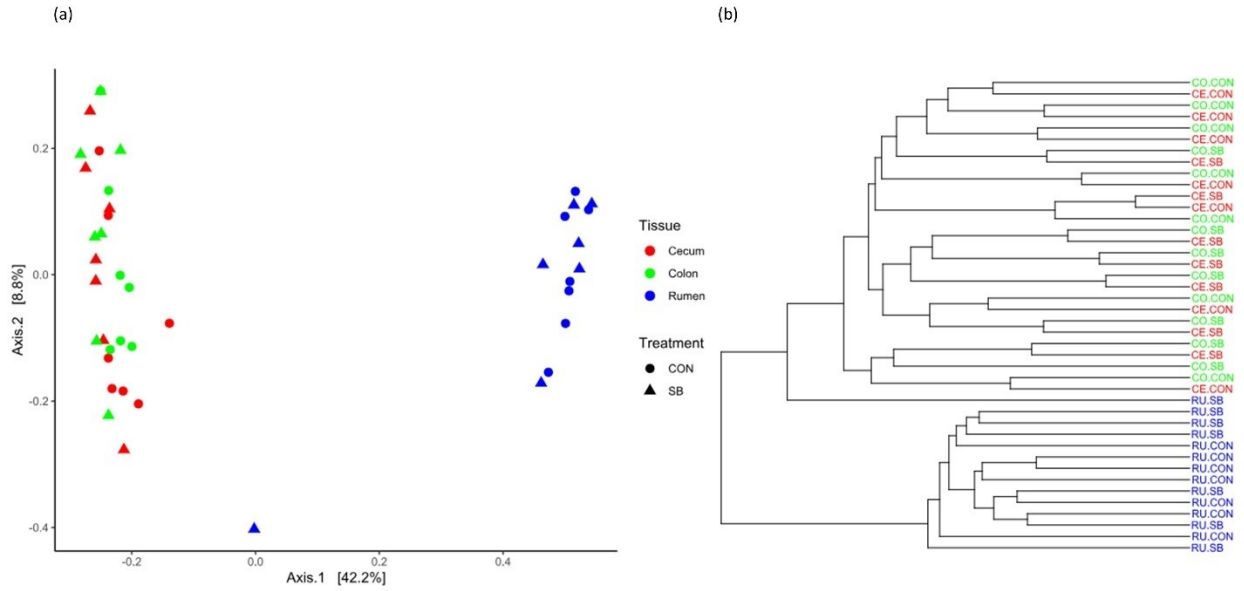 (a)
(b)
0.2
0.0
-0.2
-0.4
Axis.2 [8.8%]
-0.2
0.0
0.2
0.4
Axis.1 [42.2%]
Tissue
Cecum
Colon
Rumen
Treatment
CON
SB
CO.CON
CE.CON
CO.CON
CE.CON
CO.CON
CE.CON
CO.SB
CE.SB
CO.CON
CE.CON
CE.SB
CE.CON
CO.CON
CO.SB
CE.SB
CO.SB
CE.SB
CO.SB
CE.SB
CO.CON
CE.CON
CO.SB
CE.SB
CO.SB
CE.SB
CO.SB
CO.CON
CE.CON
RU.SB
RU.SB
RU.SB
RU.SB
RU.CON
RU.CON
RU.CON
RU.CON
RU.SB
RU.CON
RU.CON
RU.SB
RU.CON
RU.SB